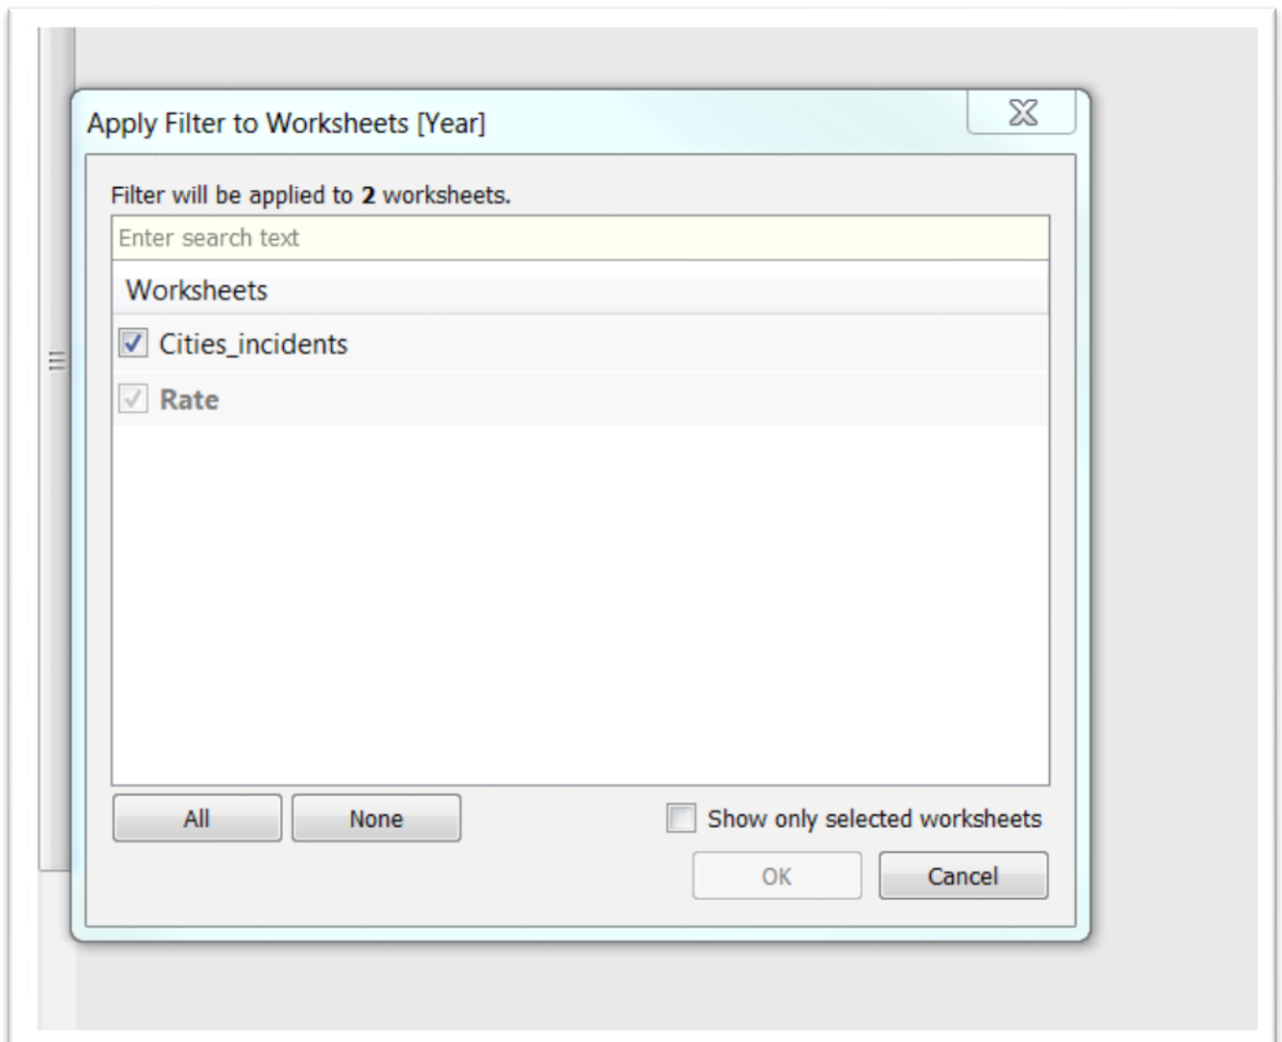 Apply Filter to Worksheets [Year]
Filter will be applied to 2 worksheets.
Enter search text
Worksheets
Cities_incidents
Rate
All None Show only selected worksheets
OK Cancel